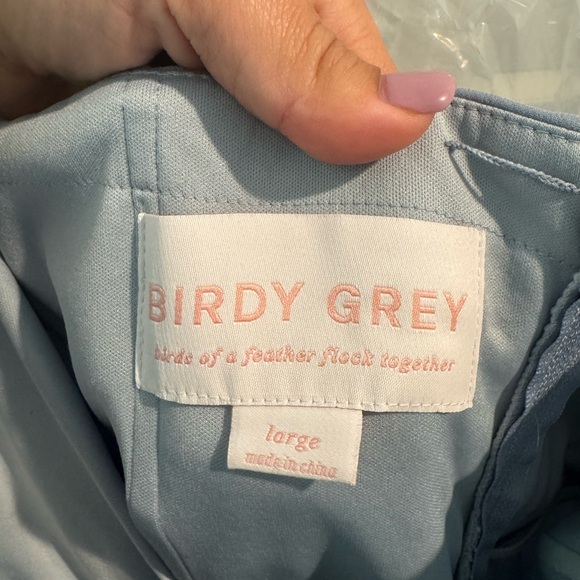 BIRDY GREY
birds of a feather flock together
large
made in china